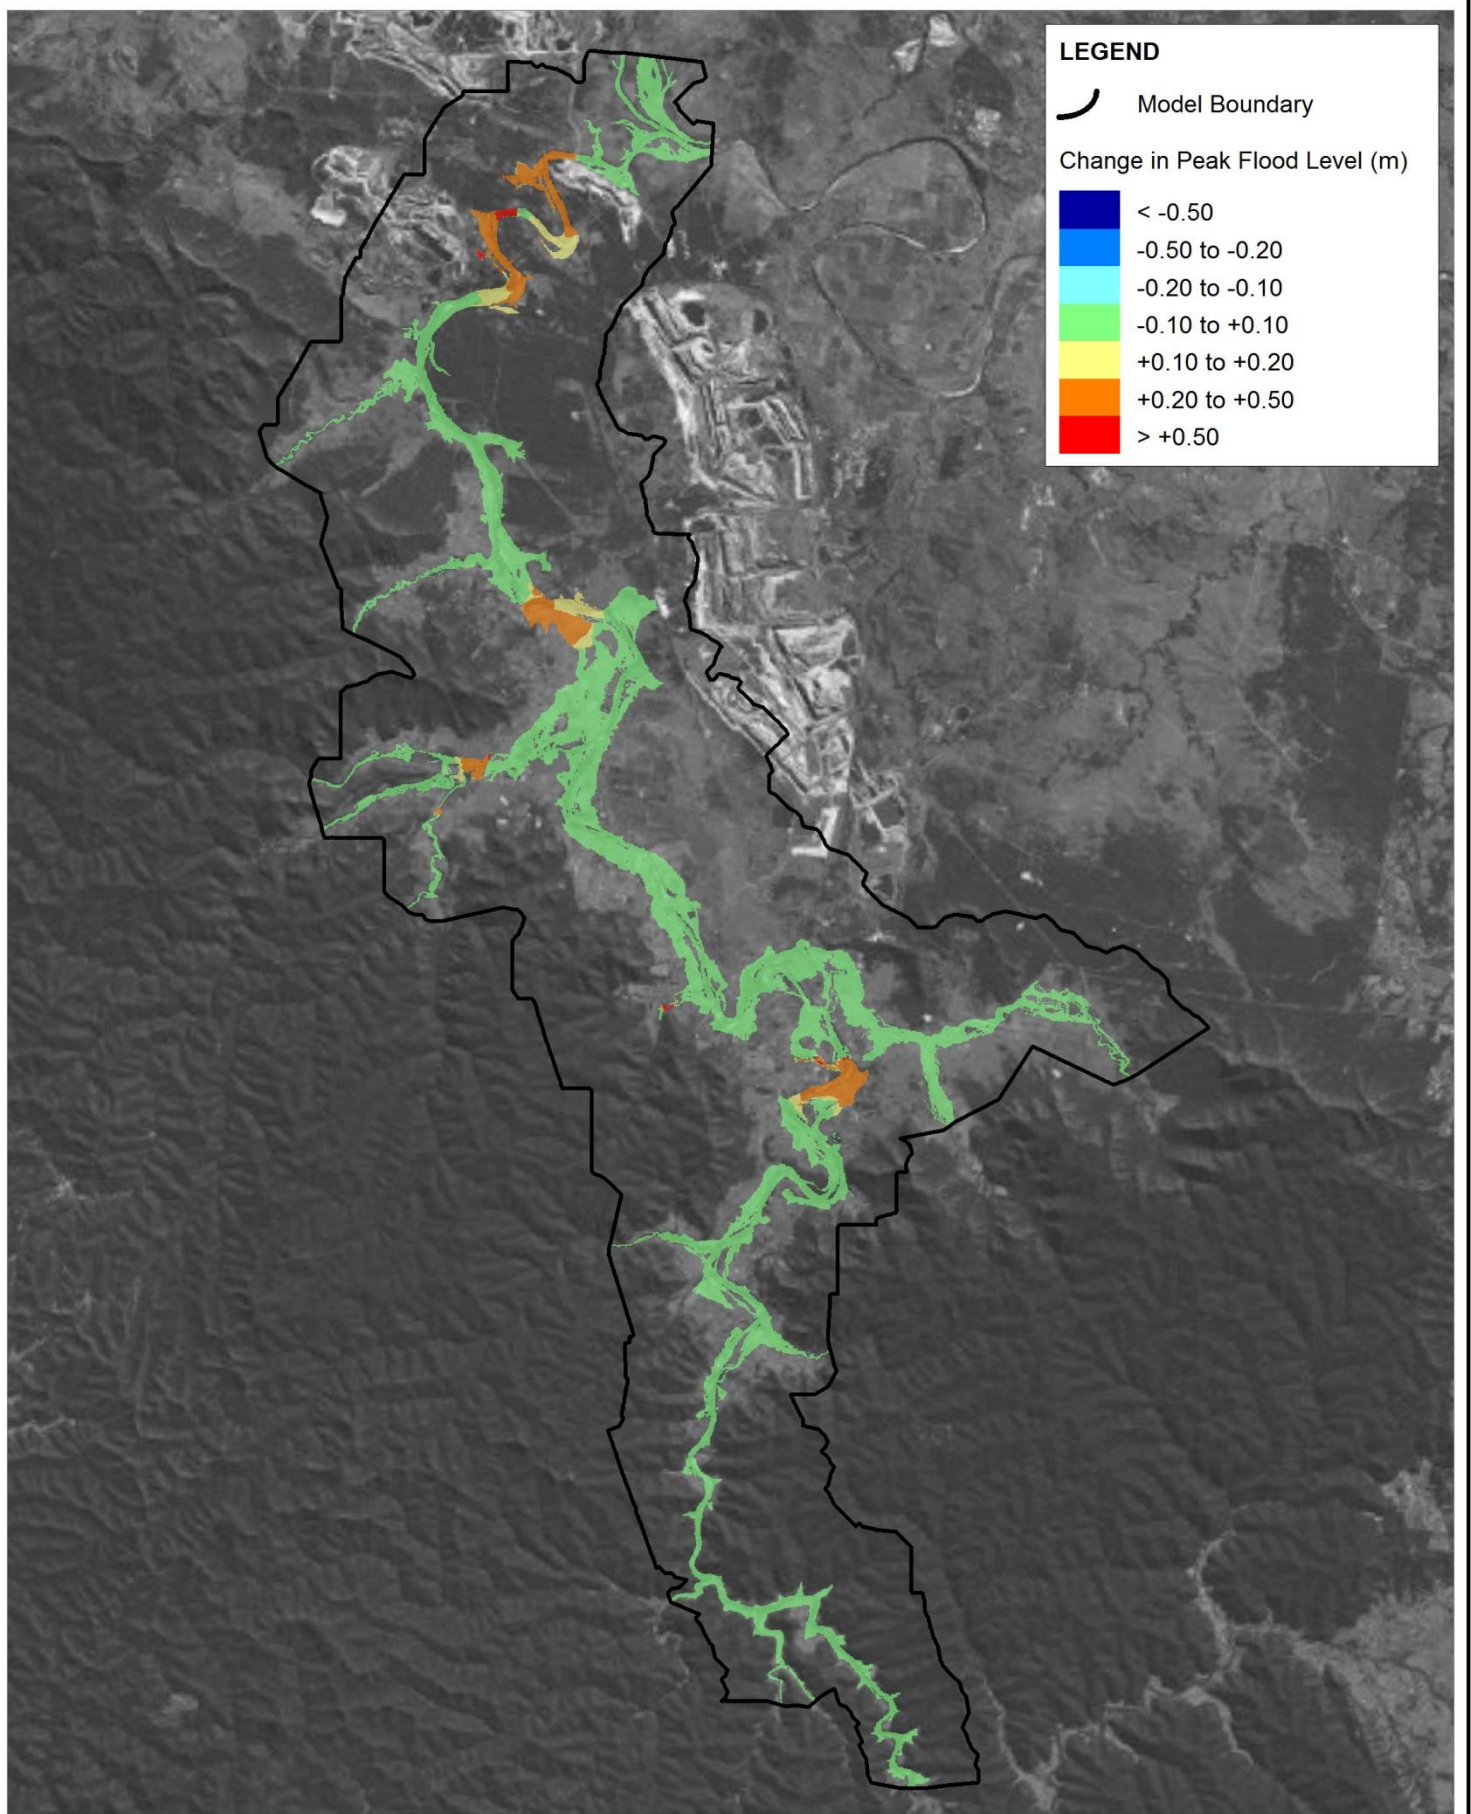 LEGEND
Model Boundary
Change in Peak Flood Level (m)
< -0.50
-0.50 to -0.20
-0.20 to -0.10
-0.10 to +0.10
+0.10 to +0.20
+0.20 to +0.50
> +0.50